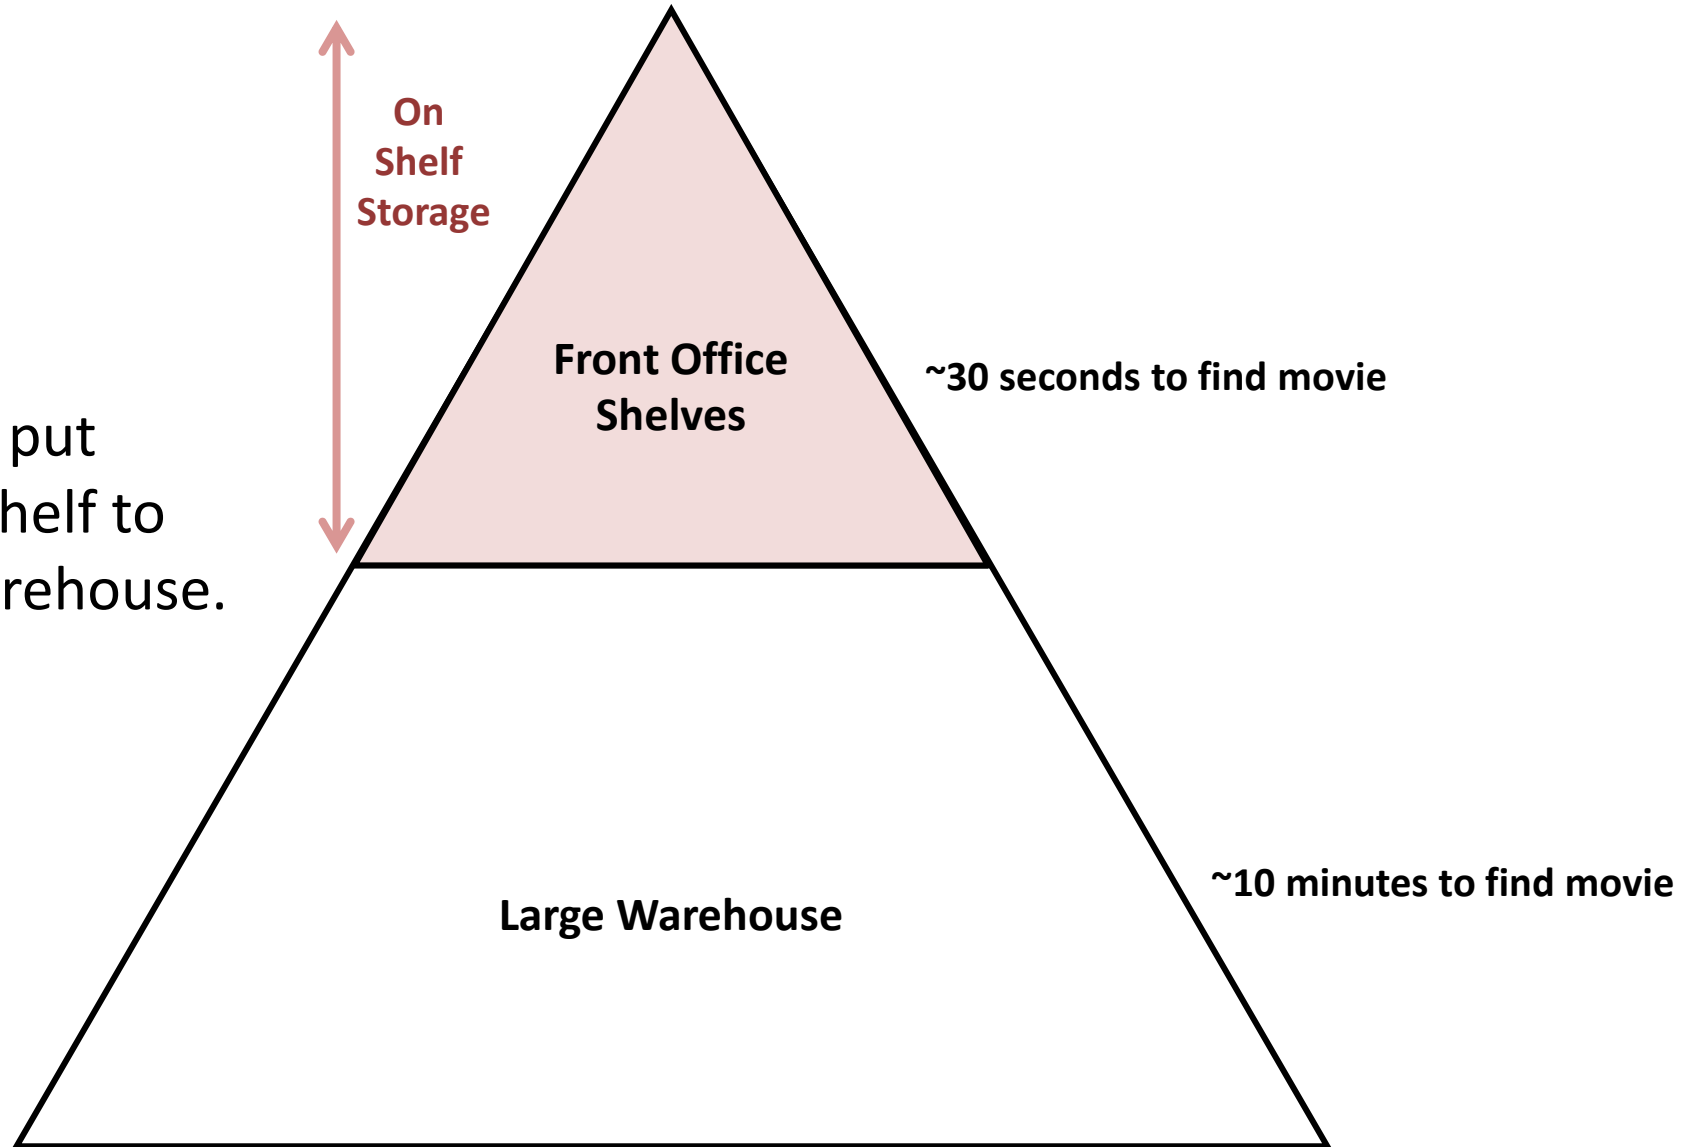 On
Shelf
Storage
Front Office
Shelves
~30 seconds to find movie
put
helf to
rehouse.
Large Warehouse
~10 minutes to find movie